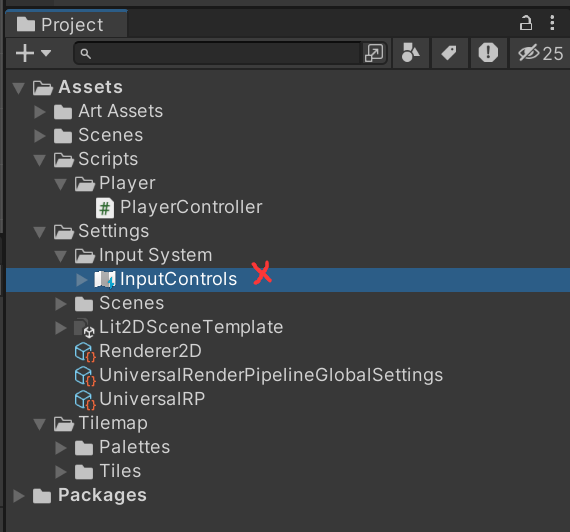 Project
25
Assets
Art Assets
Scenes
Scripts
Player
# PlayerController
Settings
Input System
InputControls
Scenes
Lit2DSceneTemplate
{} Renderer2D
{} UniversalRenderPipelineGlobalSettings
{} UniversalRP
Tilemap
Palettes
Tiles
Packages